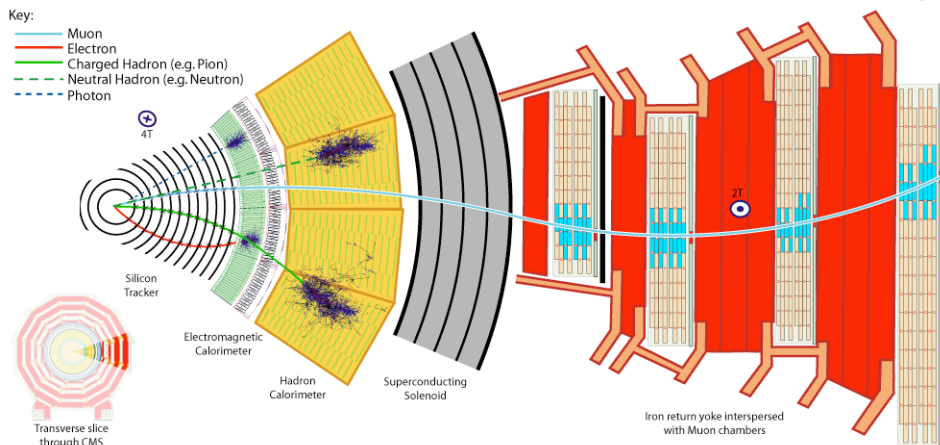 Key:
Muon
Electron
Charged Hadron (e.g. Pion)
Neutral Hadron (e.g. Neutron)
Photon
4T
2T
Silicon
Tracker
Electromagnetic
Calorimeter
Hadron
Calorimeter
Superconducting
Solenoid
Iron return yoke interspersed
with Muon chambers
Transverse slice
through CMS